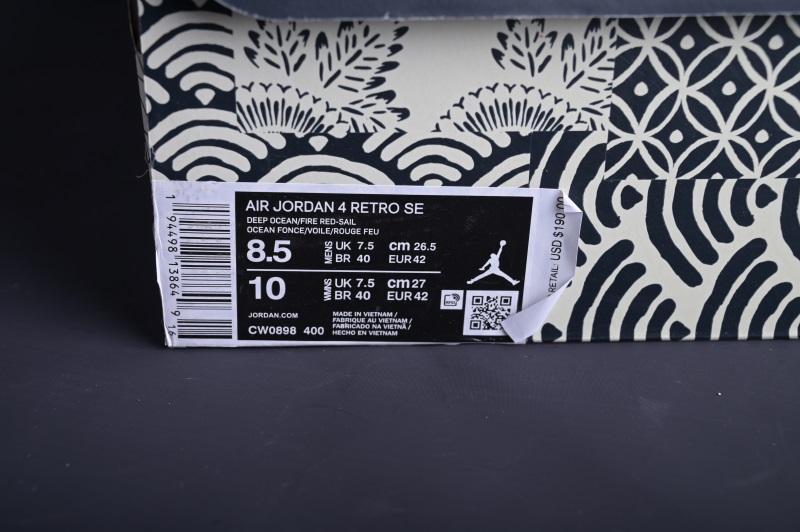 AIR JORDAN 4 RETRO SE
DEEP OCEAN/FIRE RED-SAIL
OCEAN FONCE/VOILE/ROUGE FEU
8.5 MENS UK 7.5 cm 26.5
BR 40 EUR 42
10 WMNS UK 7.5 cm 27
BR 40 EUR 42
JORDAN.COM
CW0898 400
MADE IN VIETNAM /
FABRIQUE AU VIETNAM /
FABRICADO NA VIETNÃ /
HECHO EN VIETNAM
RFID
1 94498 13864 9 16
RETAIL: USD $190.00